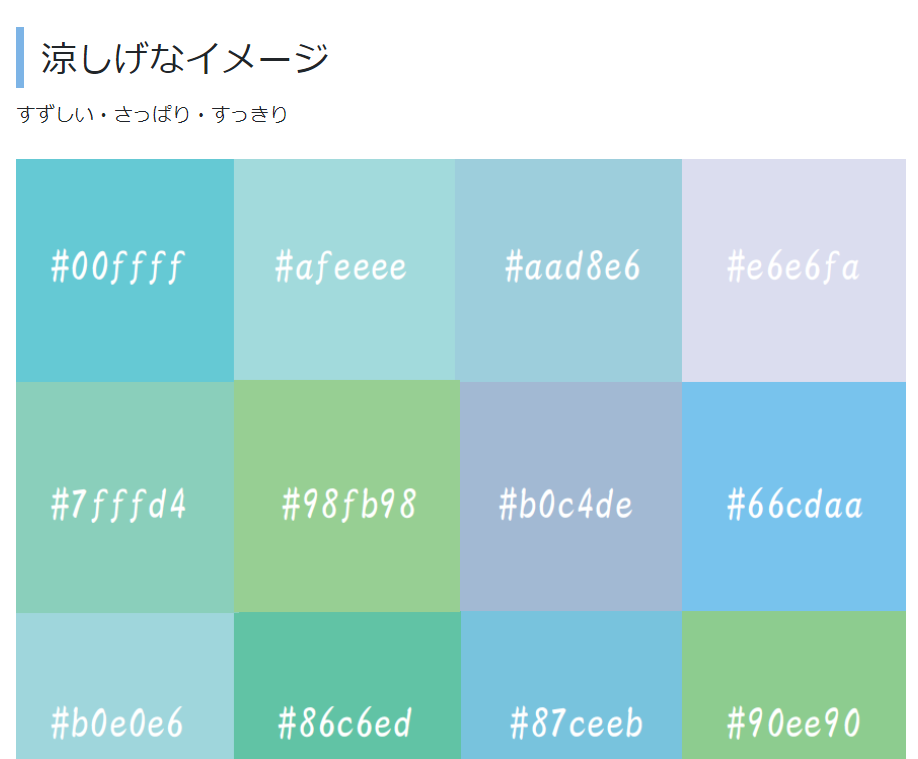 涼しげなイメージ
すずしい・さっぱり・すっきり
#00ffff #afeeee #aad8e6 #e6e6fa
#7fffd4 #98fb98 #b0c4de #66cdaa
#b0e0e6 #86c6ed #87ceeb #90ee90